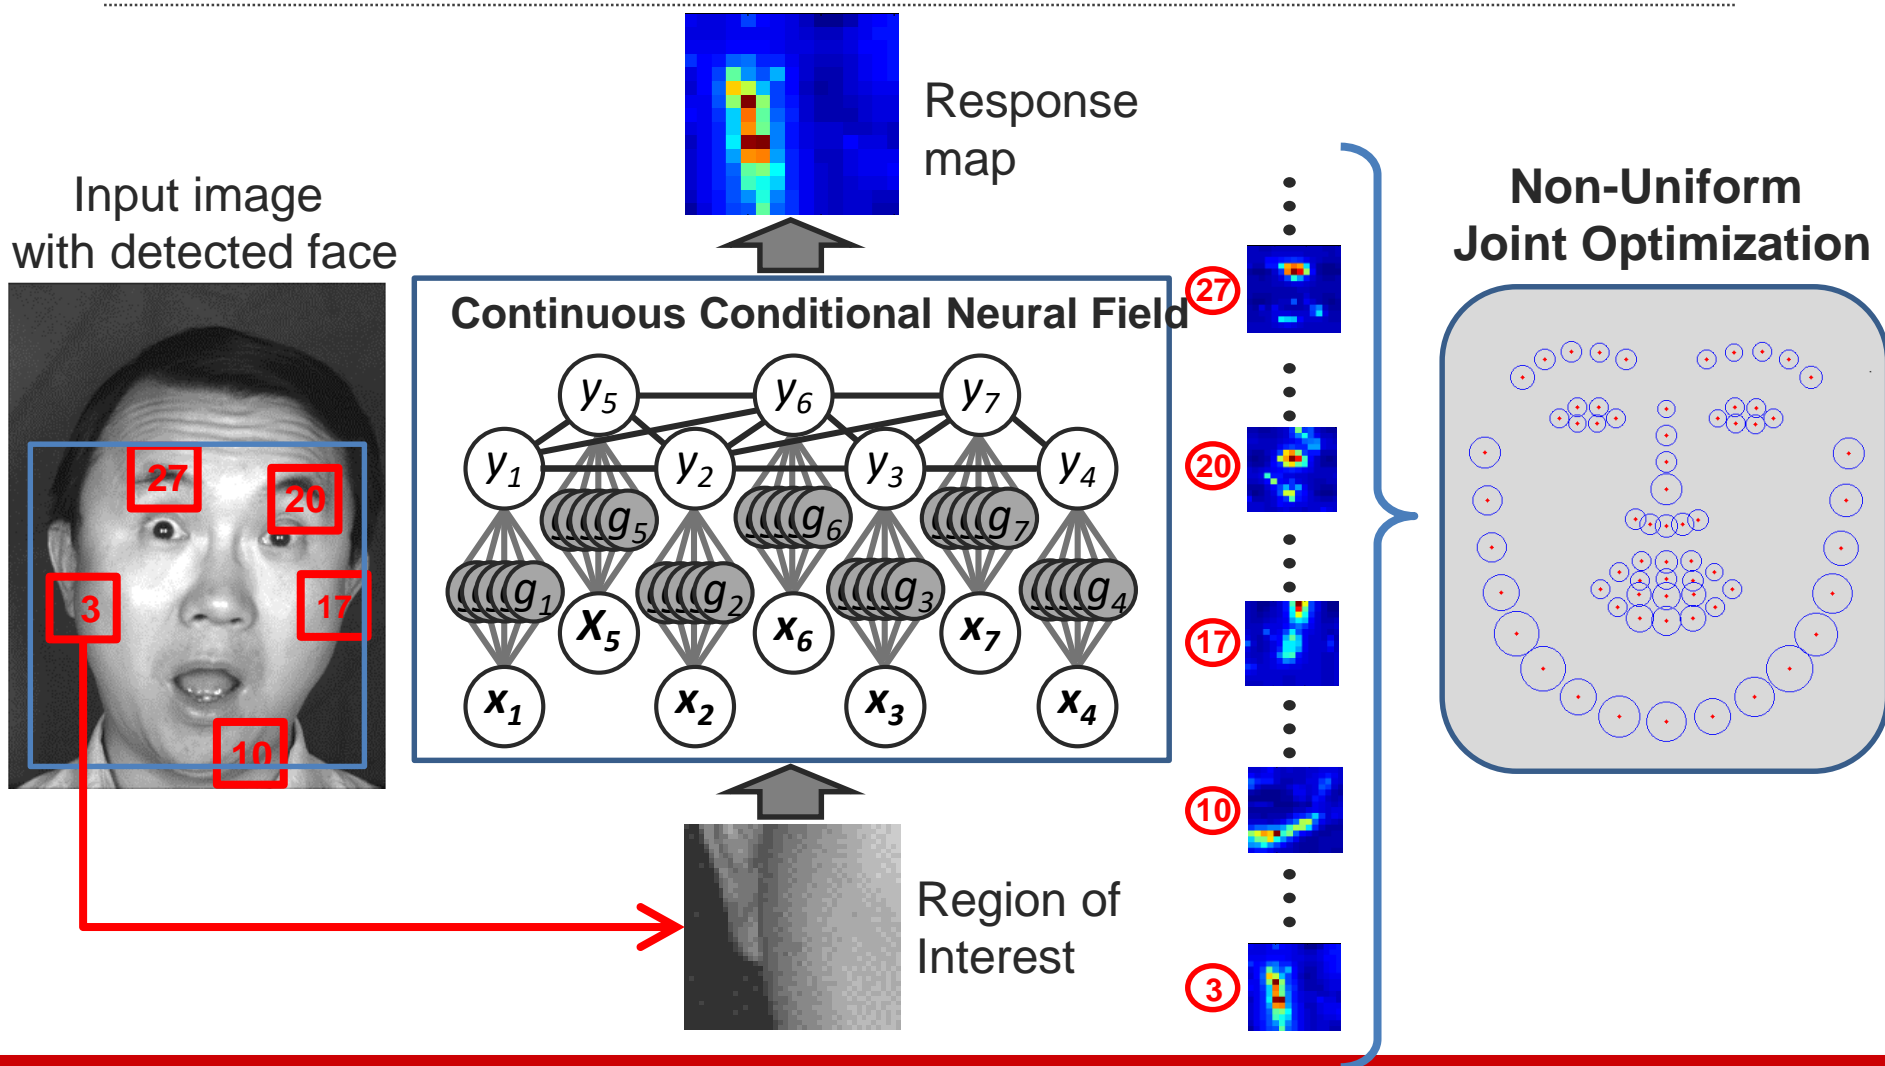 Response
map
Input image
with detected face
Non-Uniform
Joint Optimization
Continuous Conditional Neural Field
y5 y6 y7
y1 y2 y3 y4
g5 g6 g7
g1 g2 g3 g4
X5 x6 x7
x1 x2 x3 x4
27
20
3
17
10
27
20
17
10
3
Region of
Interest